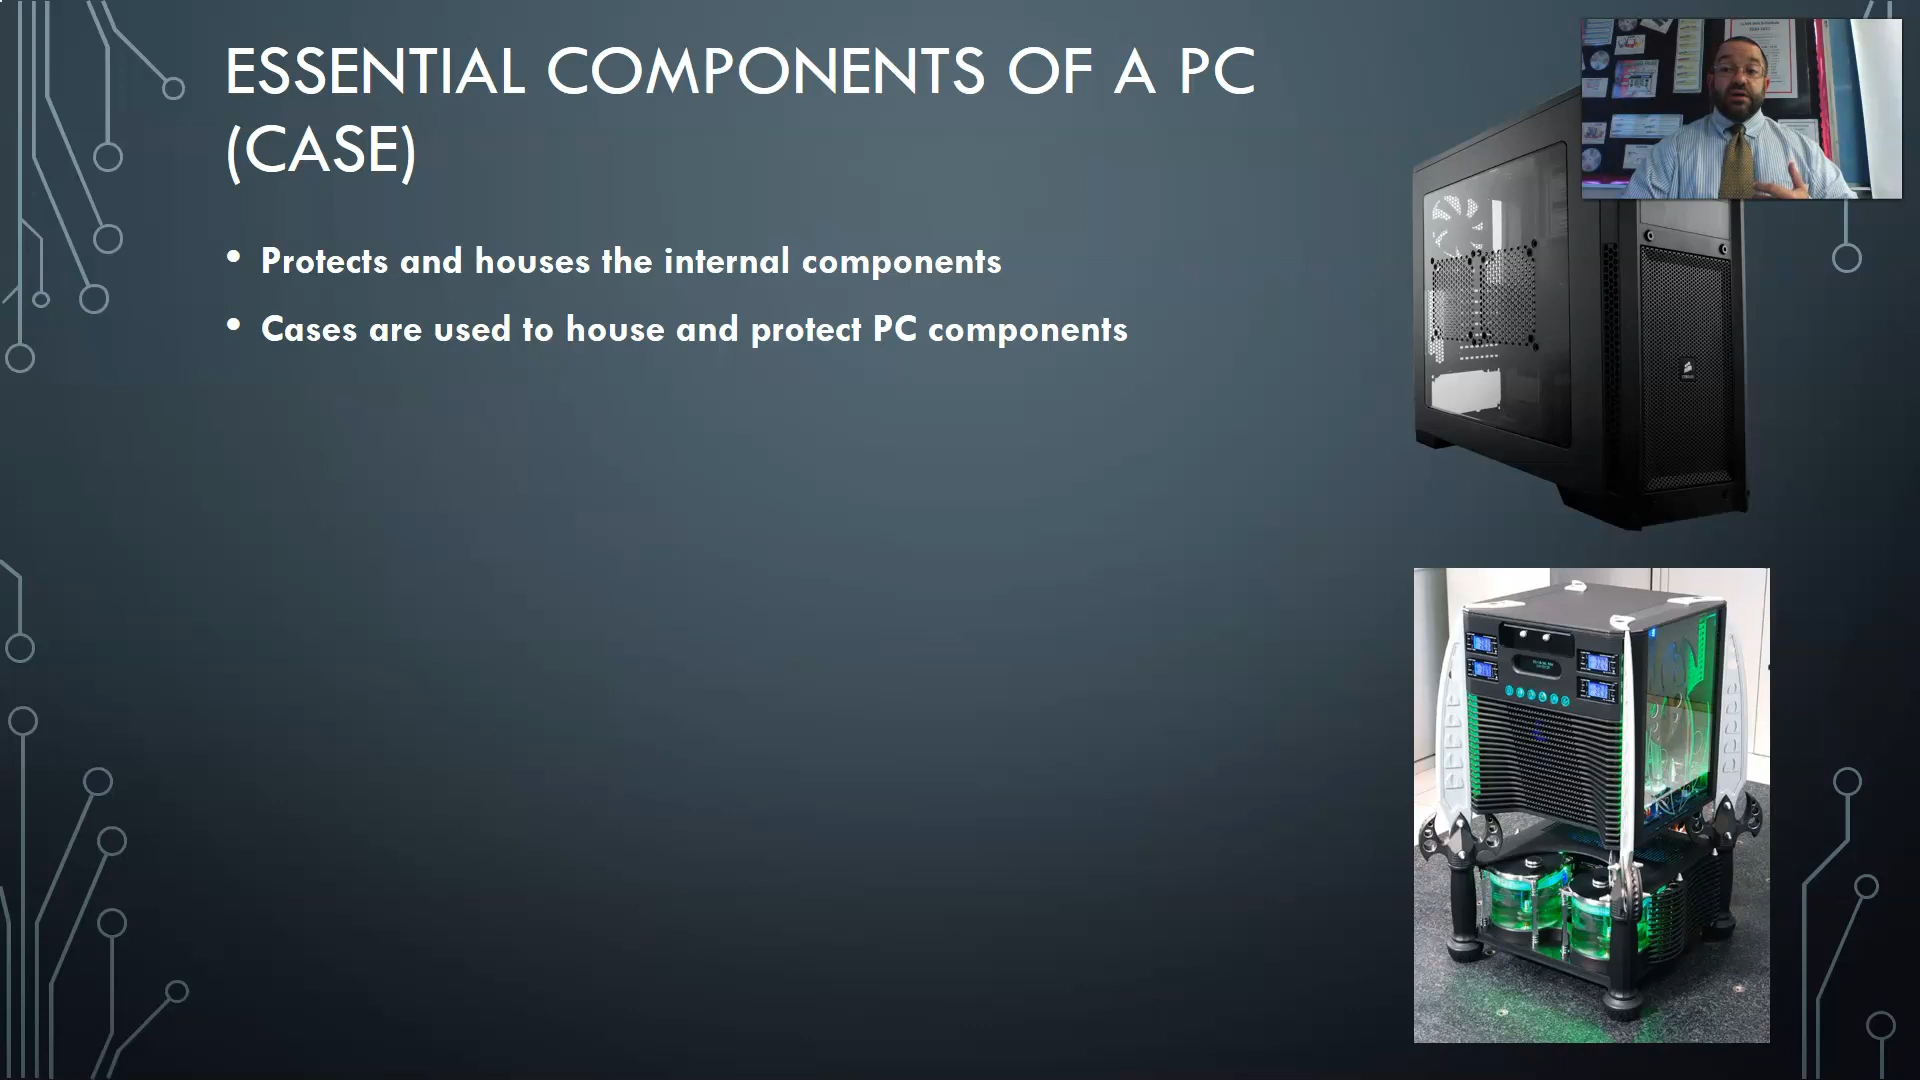 ESSENTIAL COMPONENTS OF A PC
(CASE)
• Protects and houses the internal components
• Cases are used to house and protect PC components